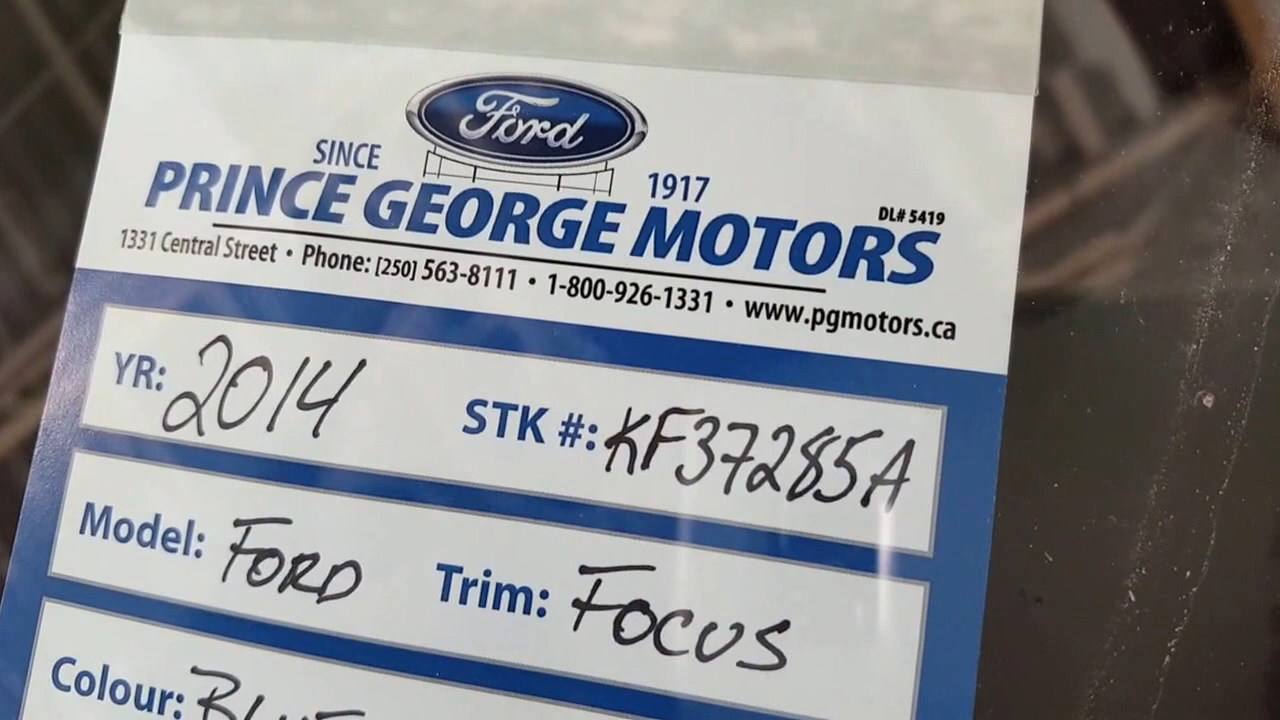 Ford
SINCE 1917
PRINCE GEORGE MOTORS
DL# 5419
1331 Central Street • Phone: [250] 563-8111 • 1-800-926-1331 • www.pgmotors.ca
YR: 2014 STK #: KF37285A
Model: FORD Trim: FOCUS
Colour: BLUE